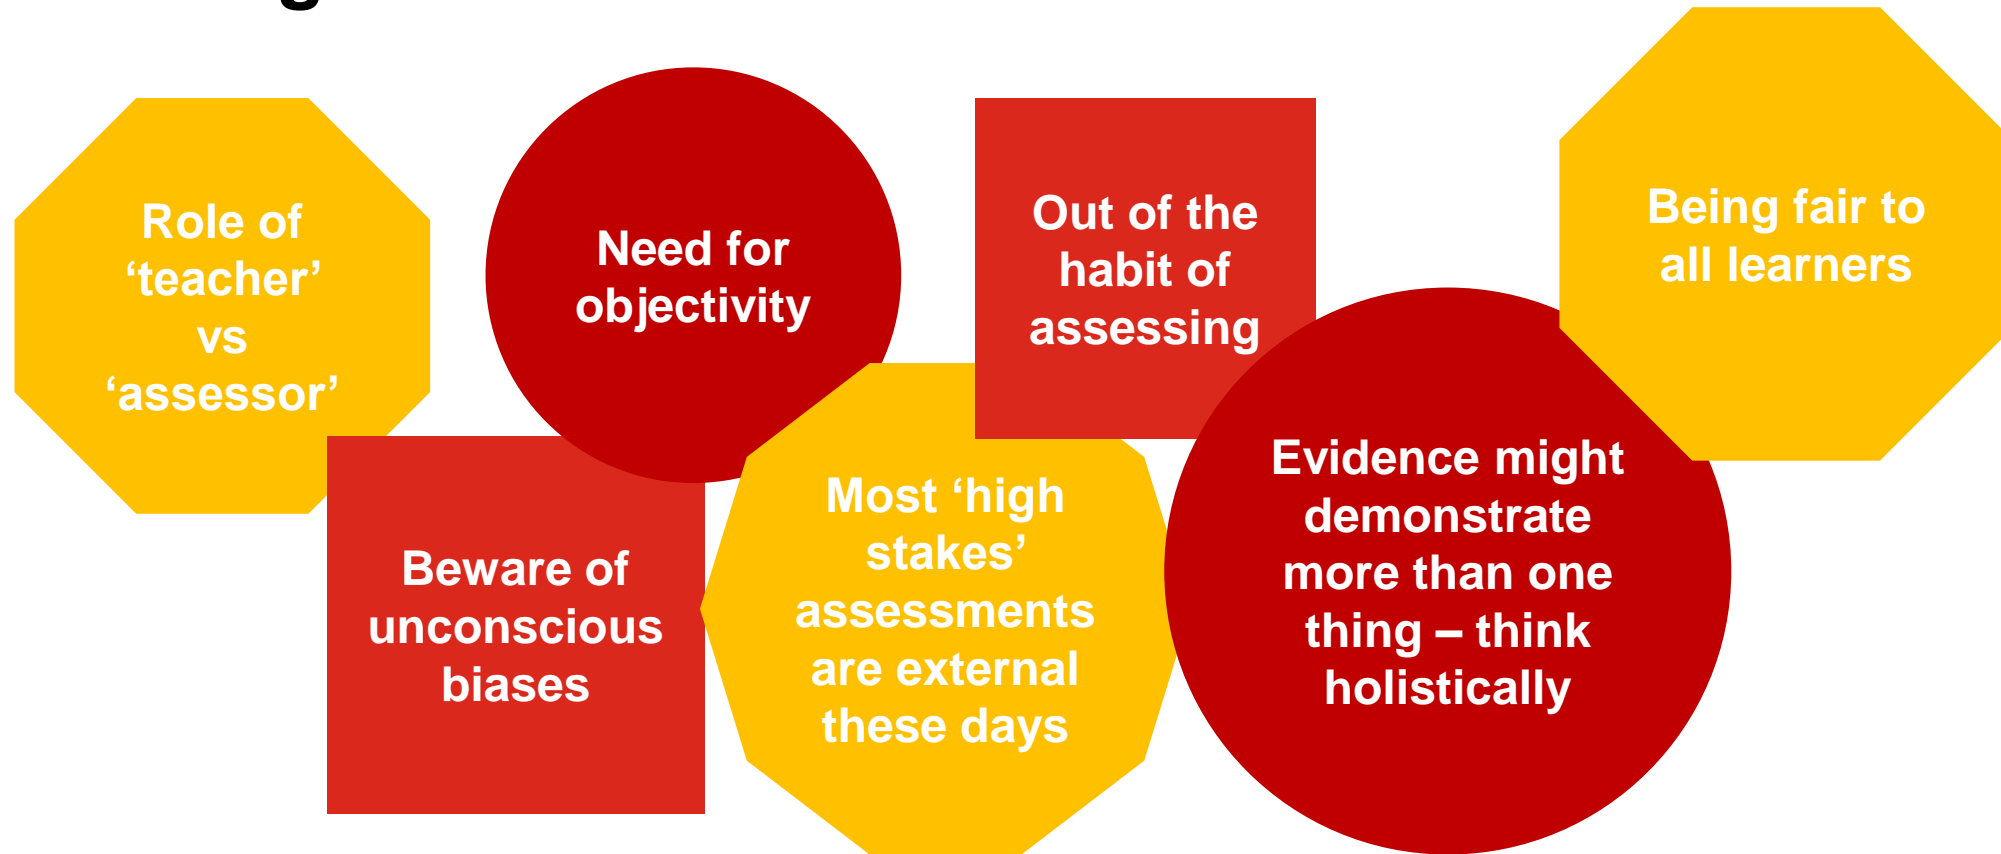 Role of
‘teacher’
vs
‘assessor’
Need for
objectivity
Out of the
habit of
assessing
Being fair to
all learners
Beware of
unconscious
biases
Most ‘high
stakes’
assessments
are external
these days
Evidence might
demonstrate
more than one
thing – think
holistically